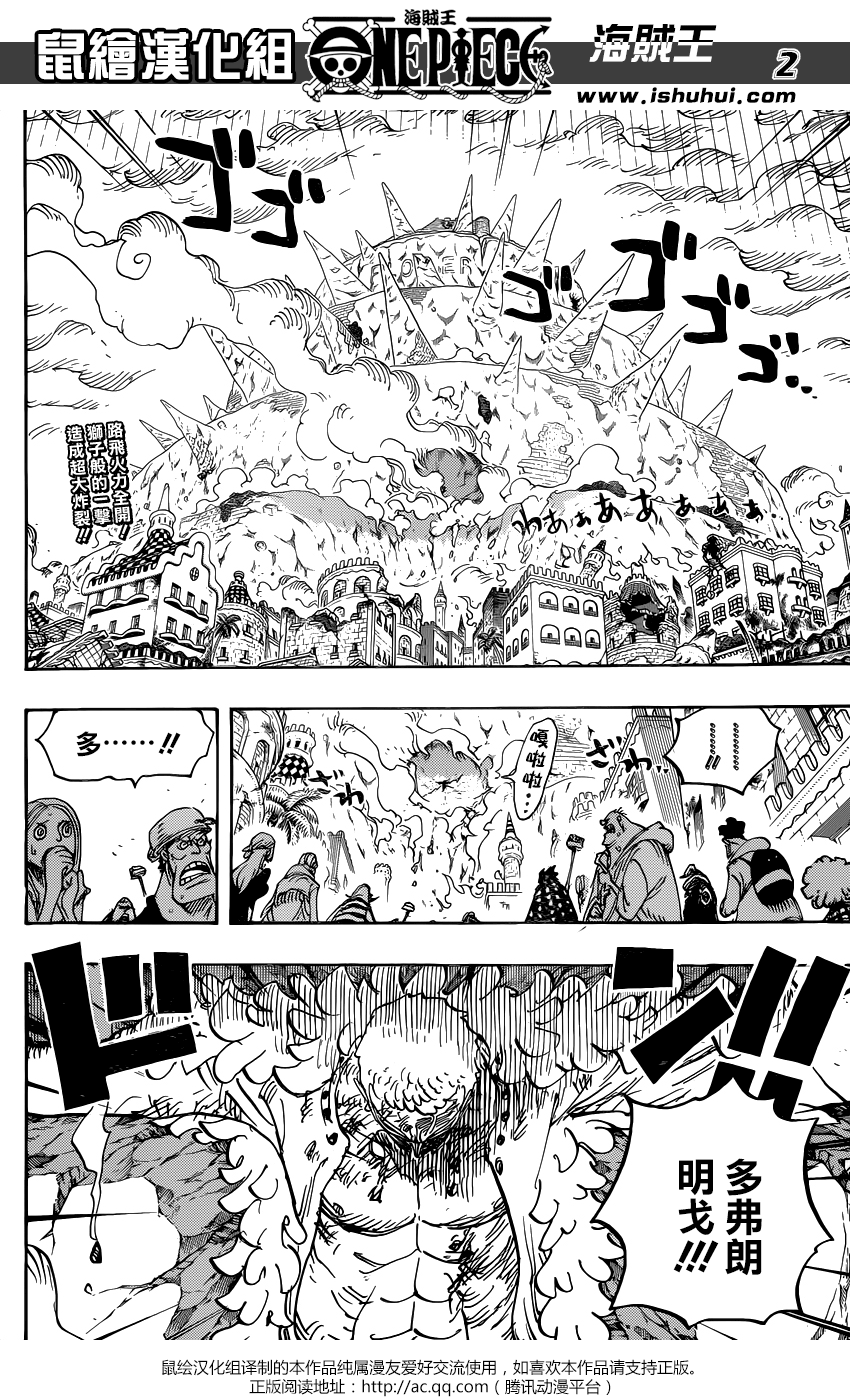 鼠繪漢化組
海賊王
ONE PIECE
海賊王
2
www.ishuhui.com
ゴゴゴ
ゴゴゴゴ
路飛火力全開！
獅子般的一擊
造成超大炸裂!!
わあぁあああぁあ
………!!
ざわ
嘎啦啦…
ざわ
多……!!
ド
ン!!
多弗朗
明戈!!!
鼠绘汉化组译制的本作品纯属漫友爱好交流使用，如喜欢本作品请支持正版。
正版阅读地址：http://ac.qq.com（腾讯动漫平台）